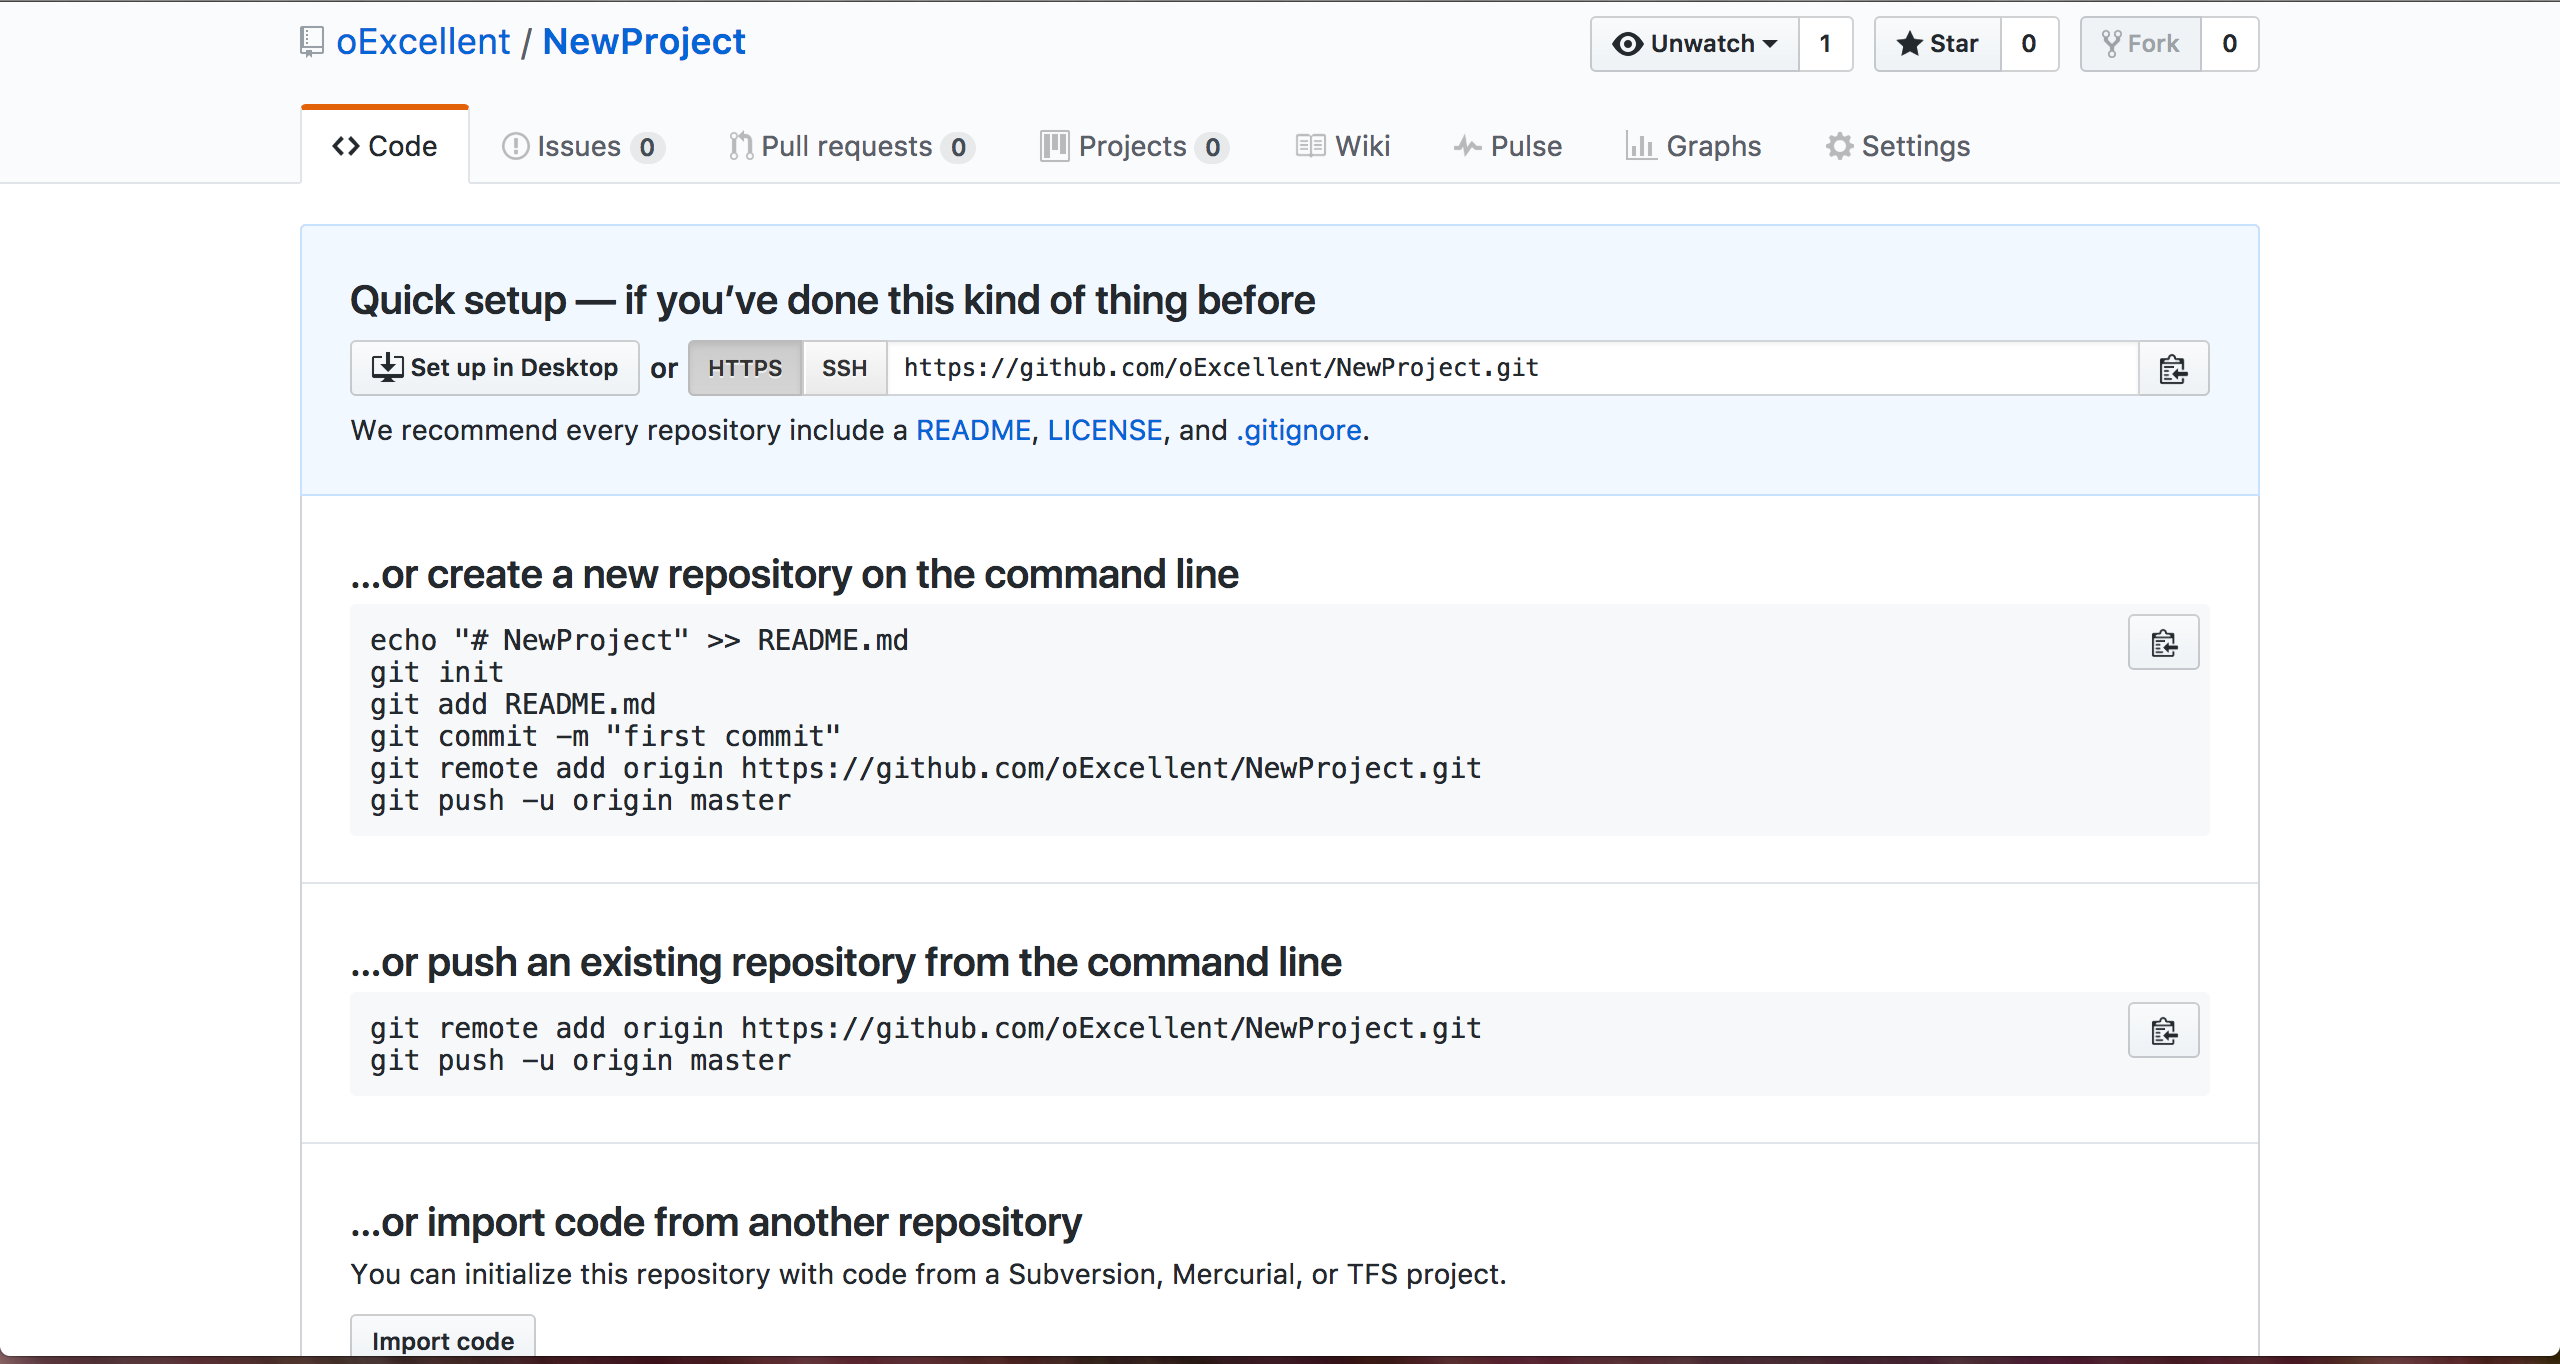 oExcellent / NewProject
Unwatch 1 Star 0 Fork 0
Code Issues 0 Pull requests 0 Projects 0 Wiki Pulse Graphs Settings
Quick setup — if you’ve done this kind of thing before
Set up in Desktop or HTTPS SSH https://github.com/oExcellent/NewProject.git
We recommend every repository include a README, LICENSE, and .gitignore.
…or create a new repository on the command line
echo "# NewProject" >> README.md
git init
git add README.md
git commit -m "first commit"
git remote add origin https://github.com/oExcellent/NewProject.git
git push -u origin master
…or push an existing repository from the command line
git remote add origin https://github.com/oExcellent/NewProject.git
git push -u origin master
…or import code from another repository
You can initialize this repository with code from a Subversion, Mercurial, or TFS project.
Import code